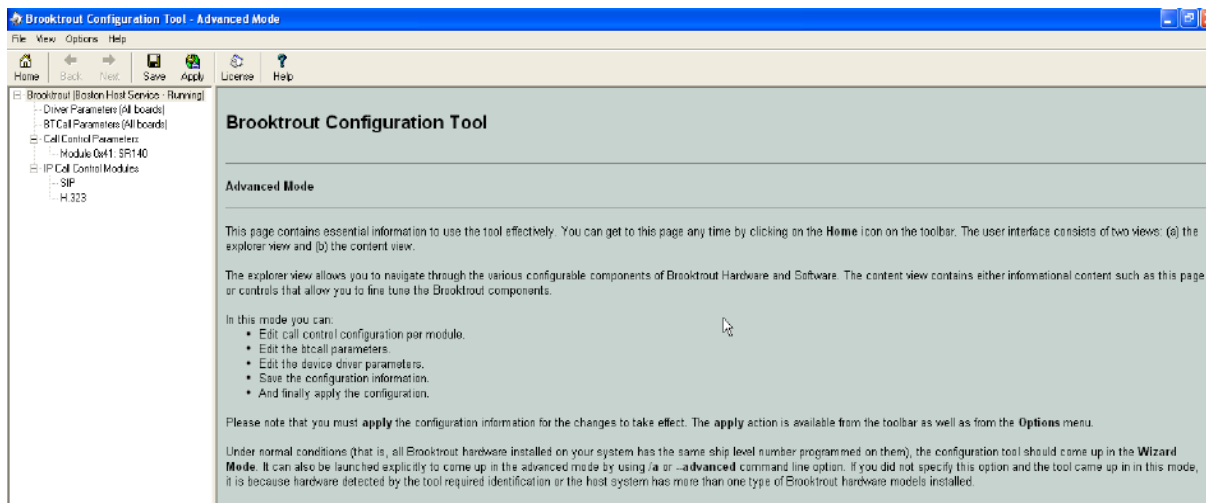 Brooktrout Configuration Tool - Advanced Mode
File View Options Help
Home Back Next Save Apply License Help
Brooktrout (Boston Host Service - Running)
Driver Parameters (All boards)
BTCall Parameters (All boards)
Call Control Parameters
Module 0x41: SR140
IP Call Control Modules
SIP
H.323
Brooktrout Configuration Tool
Advanced Mode
This page contains essential information to use the tool effectively. You can get to this page any time by clicking on the Home icon on the toolbar. The user interface consists of two views: (a) the
explorer view and (b) the content view.
The explorer view allows you to navigate through the various configurable components of Brooktrout Hardware and Software. The content view contains either informational content such as this page
or controls that allow you to fine tune the Brooktrout components.
In this mode you can:
• Edit call control configuration per module.
• Edit the btcall parameters.
• Edit the device driver parameters.
• Save the configuration information.
• And finally apply the configuration.
Please note that you must apply the configuration information for the changes to take effect. The apply action is available from the toolbar as well as from the Options menu.
Under normal conditions (that is, all Brooktrout hardware installed on your system has the same ship level number programmed on them), the configuration tool should come up in the Wizard
Mode. It can also be launched explicitly to come up in the advanced mode by using /a or --advanced command line option. If you did not specify this option and the tool came up in in this mode,
it is because hardware detected by the tool required identification or the host system has more than one type of Brooktrout hardware models installed.